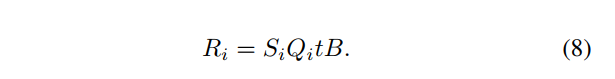 R_i = S_i Q_i t B. (8)